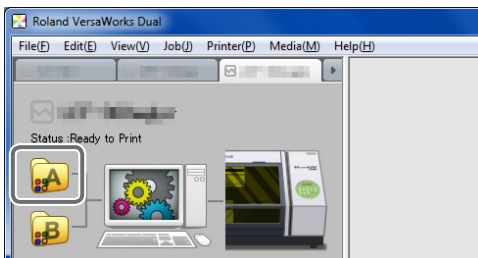 Roland VersaWorks Dual
File(F) Edit(E) View(V) Job(J) Printer(P) Media(M) Help(H)
Status :Ready to Print
A
B